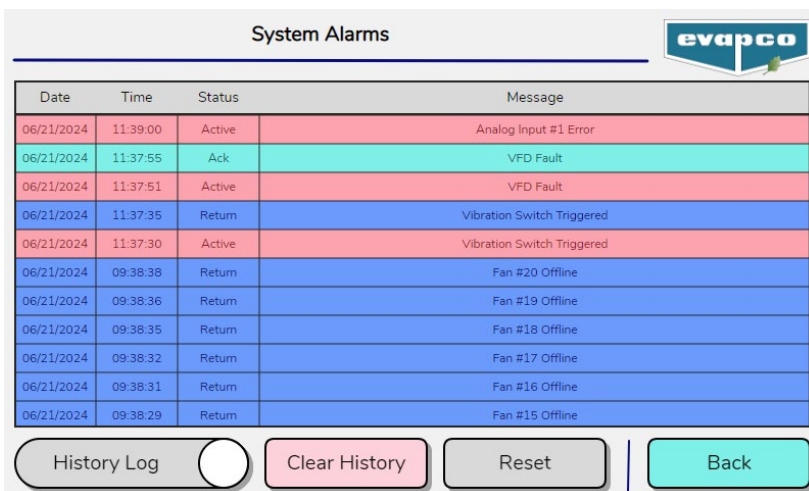 System Alarms
evapco
Date Time Status Message
06/21/2024 11:39:00 Active Analog Input #1 Error
06/21/2024 11:37:55 Ack VFD Fault
06/21/2024 11:37:51 Active VFD Fault
06/21/2024 11:37:35 Return Vibration Switch Triggered
06/21/2024 11:37:30 Active Vibration Switch Triggered
06/21/2024 09:38:38 Return Fan #20 Offline
06/21/2024 09:38:36 Return Fan #19 Offline
06/21/2024 09:38:35 Return Fan #18 Offline
06/21/2024 09:38:32 Return Fan #17 Offline
06/21/2024 09:38:31 Return Fan #16 Offline
06/21/2024 09:38:29 Return Fan #15 Offline
History Log Clear History Reset Back